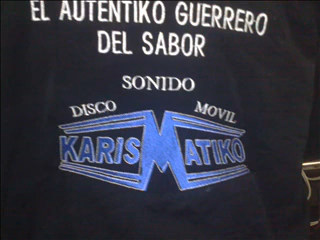 EL AUTENTIKO GUERRERO
DEL SABOR
SONIDO
DISCO MOVIL
KARISMATIKO